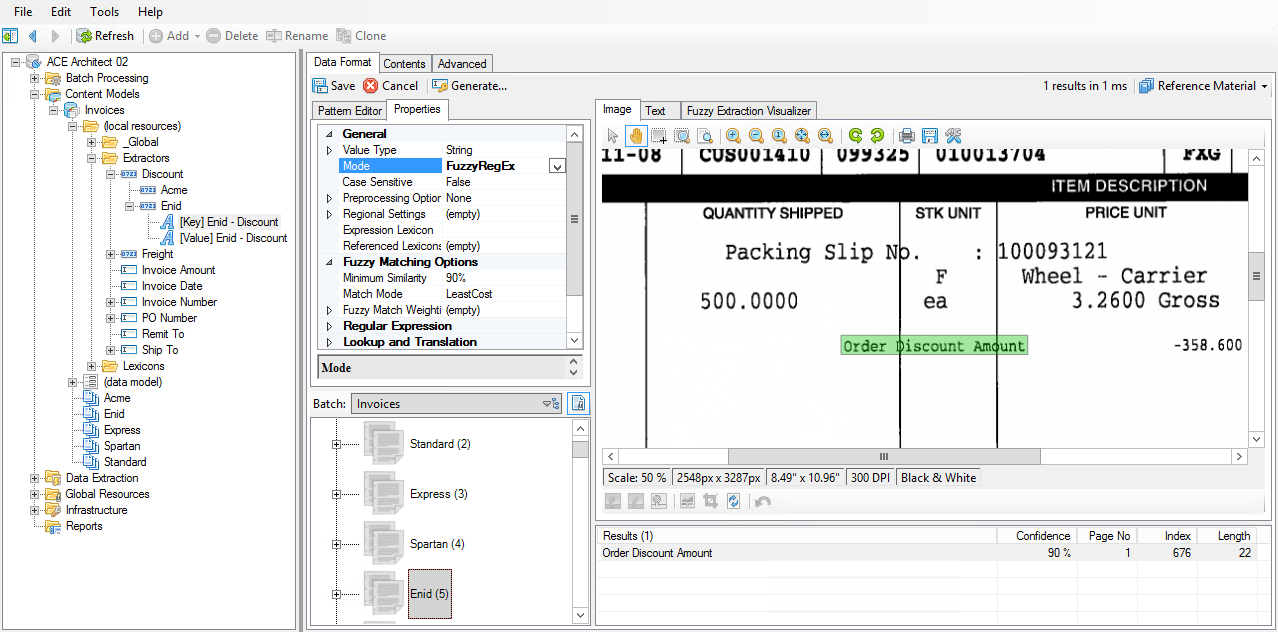 File Edit Tools Help
Refresh Add Delete Rename Clone
ACE Architect 02
Batch Processing
Content Models
Invoices
(local resources)
_Global
Extractors
Discount
Acme
Enid
[Key] Enid - Discount
[Value] Enid - Discount
Freight
Invoice Amount
Invoice Date
Invoice Number
PO Number
Remit To
Ship To
Lexicons
(data model)
Acme
Enid
Express
Spartan
Standard
Data Extraction
Global Resources
Infrastructure
Reports
Data Format Contents Advanced
Save Cancel Generate...
1 results in 1 ms Reference Material
Pattern Editor Properties
General
Value Type String
Mode FuzzyRegEx
Case Sensitive False
Preprocessing Option None
Regional Settings (empty)
Expression Lexicon
Referenced Lexicons (empty)
Fuzzy Matching Options
Minimum Similarity 90%
Match Mode LeastCost
Fuzzy Match Weighti (empty)
Regular Expression
Lookup and Translation
Mode
Batch: Invoices
Standard (2)
Express (3)
Spartan (4)
Enid (5)
Image Text Fuzzy Extraction Visualizer
11-08 CUS001410 099325 010013704 FXG
ITEM DESCRIPTION
QUANTITY SHIPPED STK UNIT PRICE UNIT
Packing Slip No. : 100093121
F Wheel - Carrier
500.0000 ea 3.2600 Gross
Order Discount Amount -358.600
Scale: 50 % 2548px x 3287px 8.49" x 10.96" 300 DPI Black & White
Results (1) Confidence Page No Index Length
Order Discount Amount 90 % 1 676 22